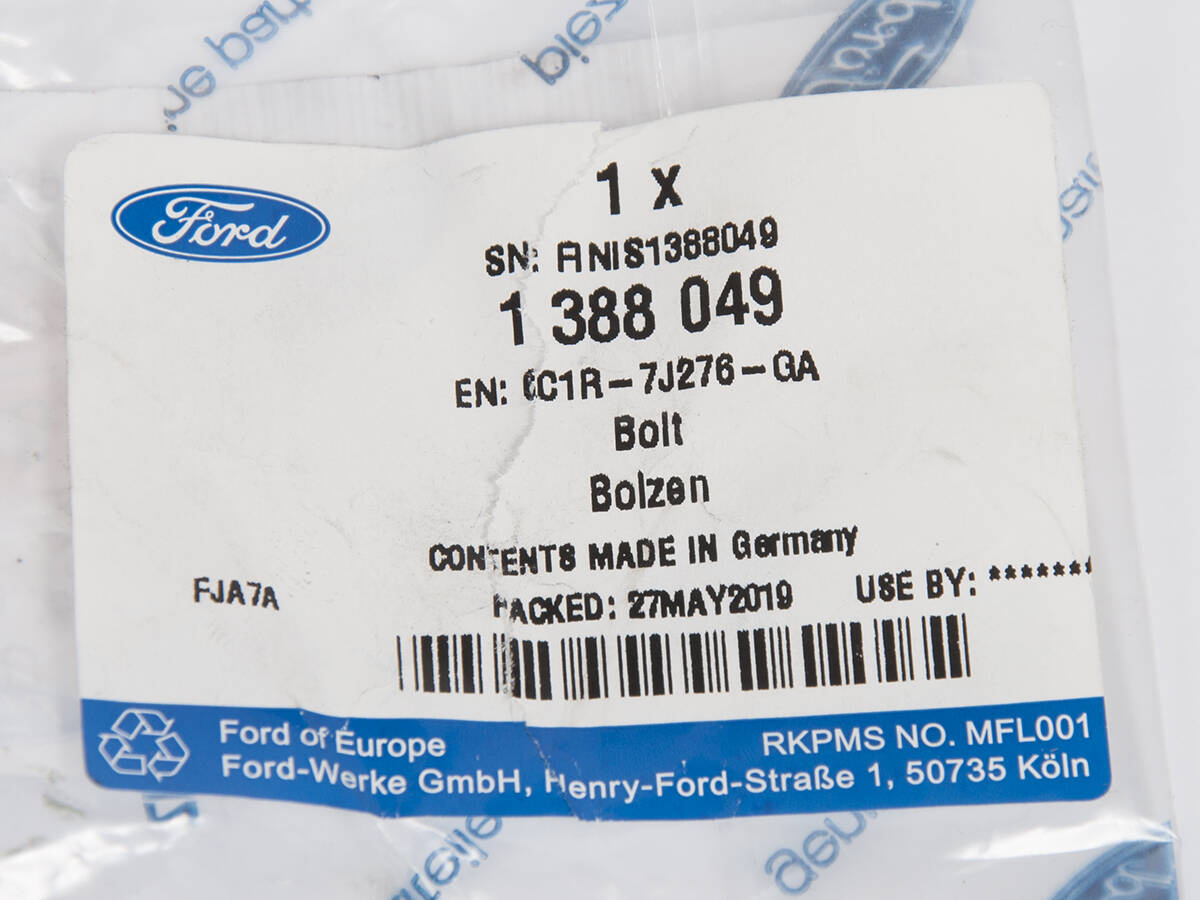 Ford
1 x
SN: FINIS1388049
1 388 049
EN: 6C1R-7J276-GA
Bolt
Bolzen
CONTENTS MADE IN Germany
FJA7A
PACKED: 27MAY2019
USE BY: *******
Ford of Europe
RKPMS NO. MFL001
Ford-Werke GmbH, Henry-Ford-Straße 1, 50735 Köln